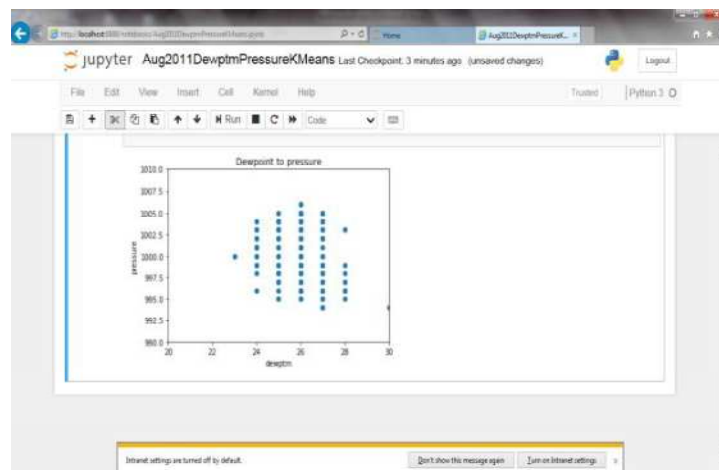 Home
jupyter Aug2011DewptmPressureKMeans Last Checkpoint: 3 minutes ago (unsaved changes)
Logout
File Edit View Insert Cell Kernel Help
Trusted
Python 3 O
Run Code
Dewpoint to pressure
1010.0
1007.5
1005.0
1002.5
1000.0
997.5
995.0
992.5
990.0
pressure
20 22 24 26 28 30
dewptm
Intranet settings are turned off by default.
Don't show this message again
Turn on Intranet settings